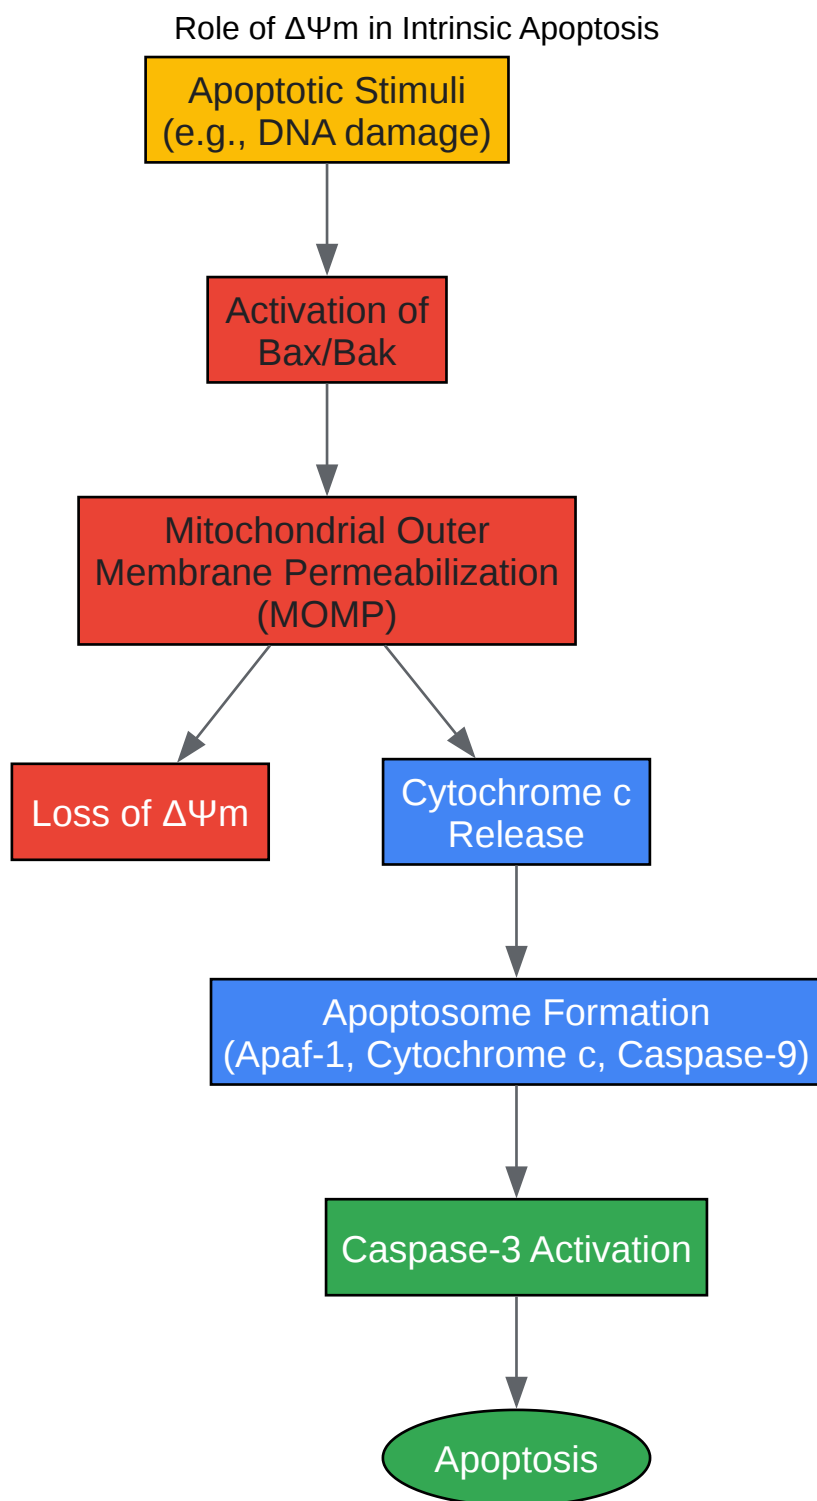 Role of ΔΨm in Intrinsic Apoptosis
Apoptotic Stimuli
(e.g., DNA damage)
Activation of
Bax/Bak
Mitochondrial Outer
Membrane Permeabilization
(MOMP)
Loss of ΔΨm
Cytochrome c
Release
Apoptosome Formation
(Apaf-1, Cytochrome c, Caspase-9)
Caspase-3 Activation
Apoptosis